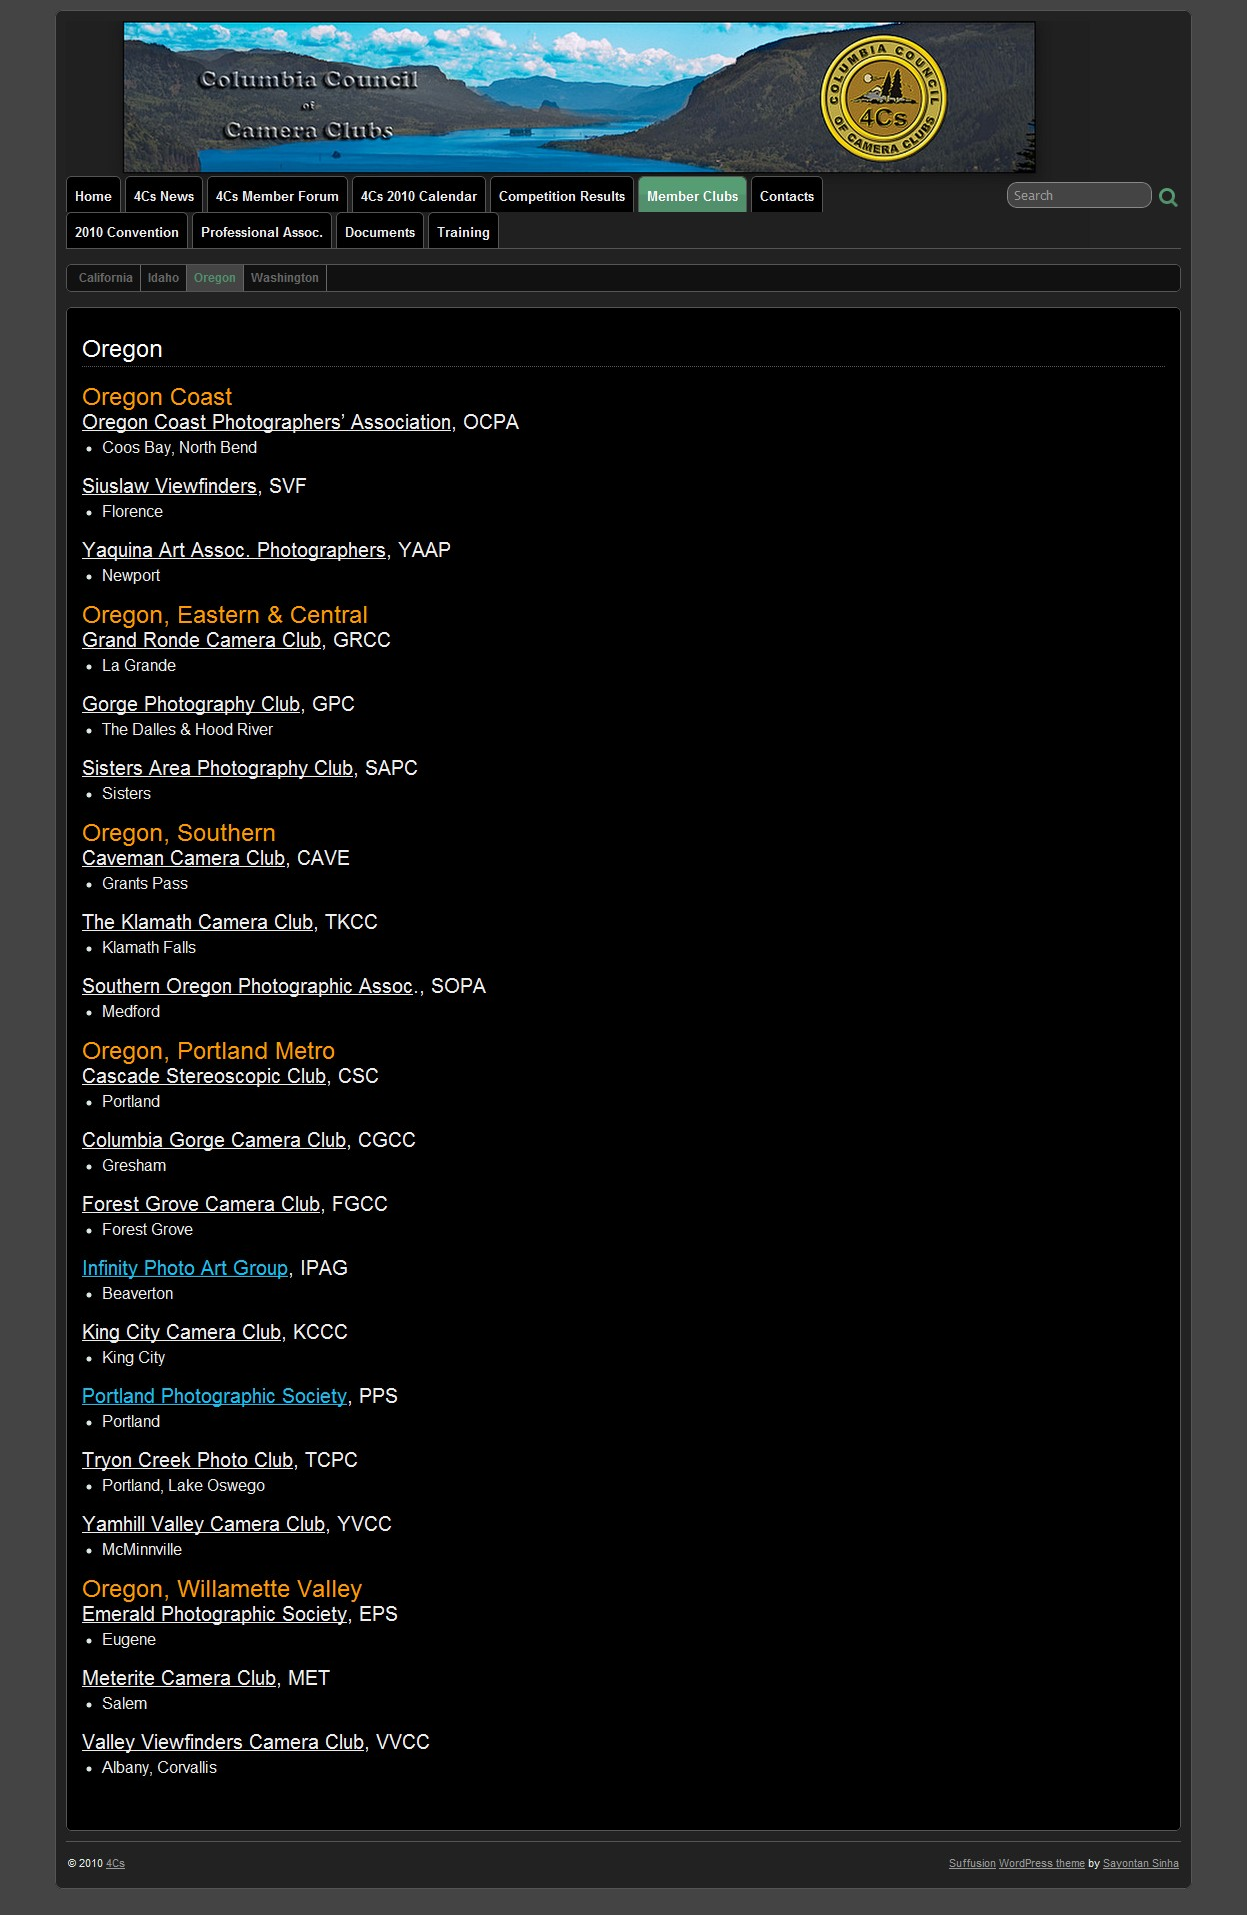 Columbia Council
of
Camera Clubs
COLUMBIA COUNCIL
4Cs
OF CAMERA CLUBS
Home 4Cs News 4Cs Member Forum 4Cs 2010 Calendar Competition Results Member Clubs Contacts Search
2010 Convention Professional Assoc. Documents Training
California Idaho Oregon Washington
Oregon
Oregon Coast
Oregon Coast Photographers’ Association, OCPA
• Coos Bay, North Bend
Siuslaw Viewfinders, SVF
• Florence
Yaquina Art Assoc. Photographers, YAAP
• Newport
Oregon, Eastern & Central
Grand Ronde Camera Club, GRCC
• La Grande
Gorge Photography Club, GPC
• The Dalles & Hood River
Sisters Area Photography Club, SAPC
• Sisters
Oregon, Southern
Caveman Camera Club, CAVE
• Grants Pass
The Klamath Camera Club, TKCC
• Klamath Falls
Southern Oregon Photographic Assoc., SOPA
• Medford
Oregon, Portland Metro
Cascade Stereoscopic Club, CSC
• Portland
Columbia Gorge Camera Club, CGCC
• Gresham
Forest Grove Camera Club, FGCC
• Forest Grove
Infinity Photo Art Group, IPAG
• Beaverton
King City Camera Club, KCCC
• King City
Portland Photographic Society, PPS
• Portland
Tryon Creek Photo Club, TCPC
• Portland, Lake Oswego
Yamhill Valley Camera Club, YVCC
• McMinnville
Oregon, Willamette Valley
Emerald Photographic Society, EPS
• Eugene
Meterite Camera Club, MET
• Salem
Valley Viewfinders Camera Club, VVCC
• Albany, Corvallis
© 2010 4Cs Suffusion WordPress theme by Sayontan Sinha